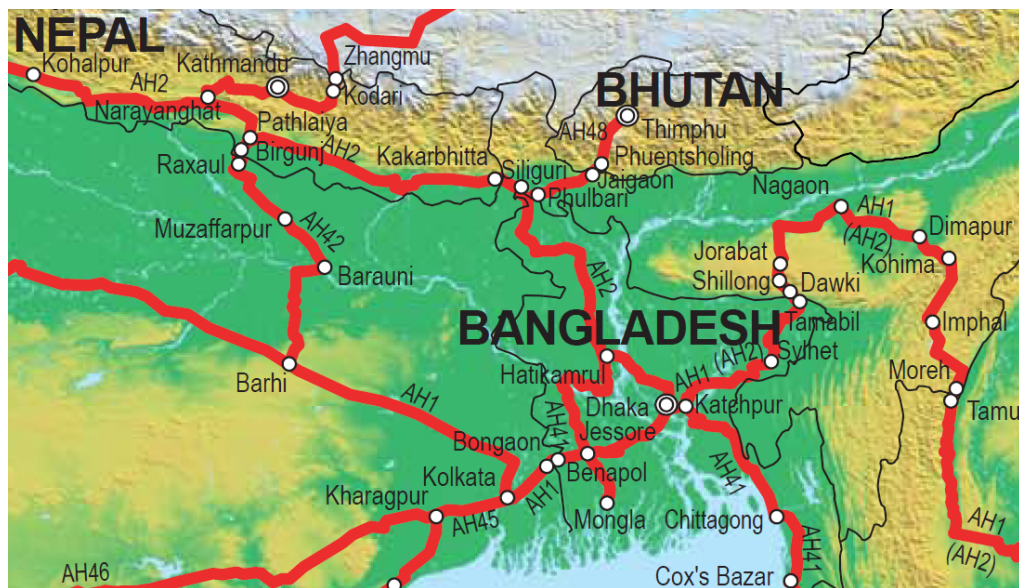 NEPAL
Zhangmu
Kohalpur
Kathmandu
AH2
Kodari
BHUTAN
Narayanghat
Thimphu
AH48
Pathlaiya
Birgunj
AH2
Kakarbhitta
Phuentsholing
Raxaul
Siliguri
Jaigaon
Phulbari
Nagaon
AH1
(AH2)
Muzaffarpur
AH42
Dimapur
Jorabat
Kohima
Barauni
Shillong
Dawki
AH2
Tamabil
BANGLADESH
Imphal
Sylhet
AH1
(AH2)
Hatikamrul
Barhi
Moreh
AH1
Dhaka
Katchpur
Tamu
AH41
Jessore
Bongaon
Benapol
Kolkata
AH1
AH41
Kharagpur
AH45
Mongla
Chittagong
AH1
(AH2)
AH41
AH46
Cox's Bazar